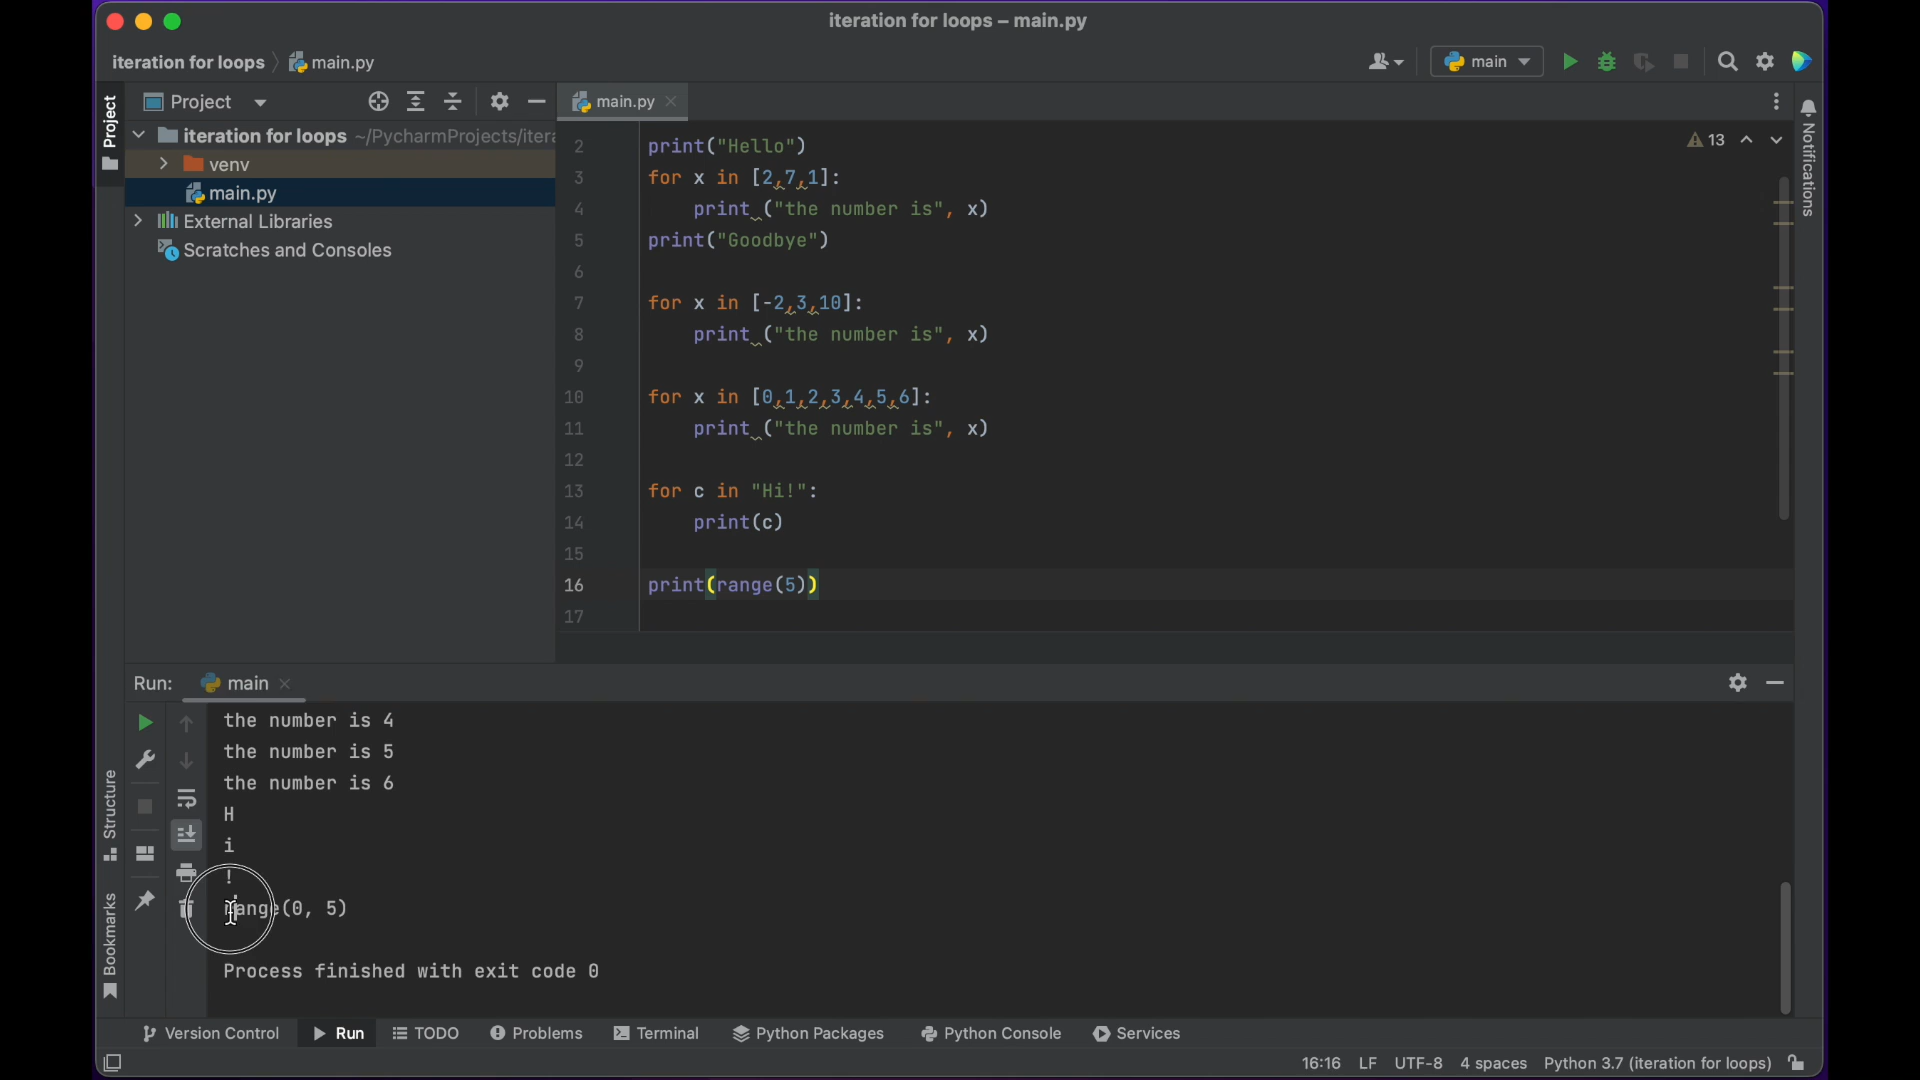 iteration for loops – main.py
iteration for loops main.py
main
Project
main.py
Project
iteration for loops ~/PycharmProjects/itera
venv
main.py
External Libraries
Scratches and Consoles
13
Notifications
2 print("Hello")
3 for x in [2,7,1]:
4 print ("the number is", x)
5 print("Goodbye")
6
7 for x in [-2,3,10]:
8 print ("the number is", x)
9
10 for x in [0,1,2,3,4,5,6]:
11 print ("the number is", x)
12
13 for c in "Hi!":
14 print(c)
15
16 print(range(5))
17
Run: main
the number is 4
the number is 5
the number is 6
H
i
!
range(0, 5)
Process finished with exit code 0
Structure
Bookmarks
Version Control Run TODO Problems Terminal Python Packages Python Console Services
16:16 LF UTF-8 4 spaces Python 3.7 (iteration for loops)